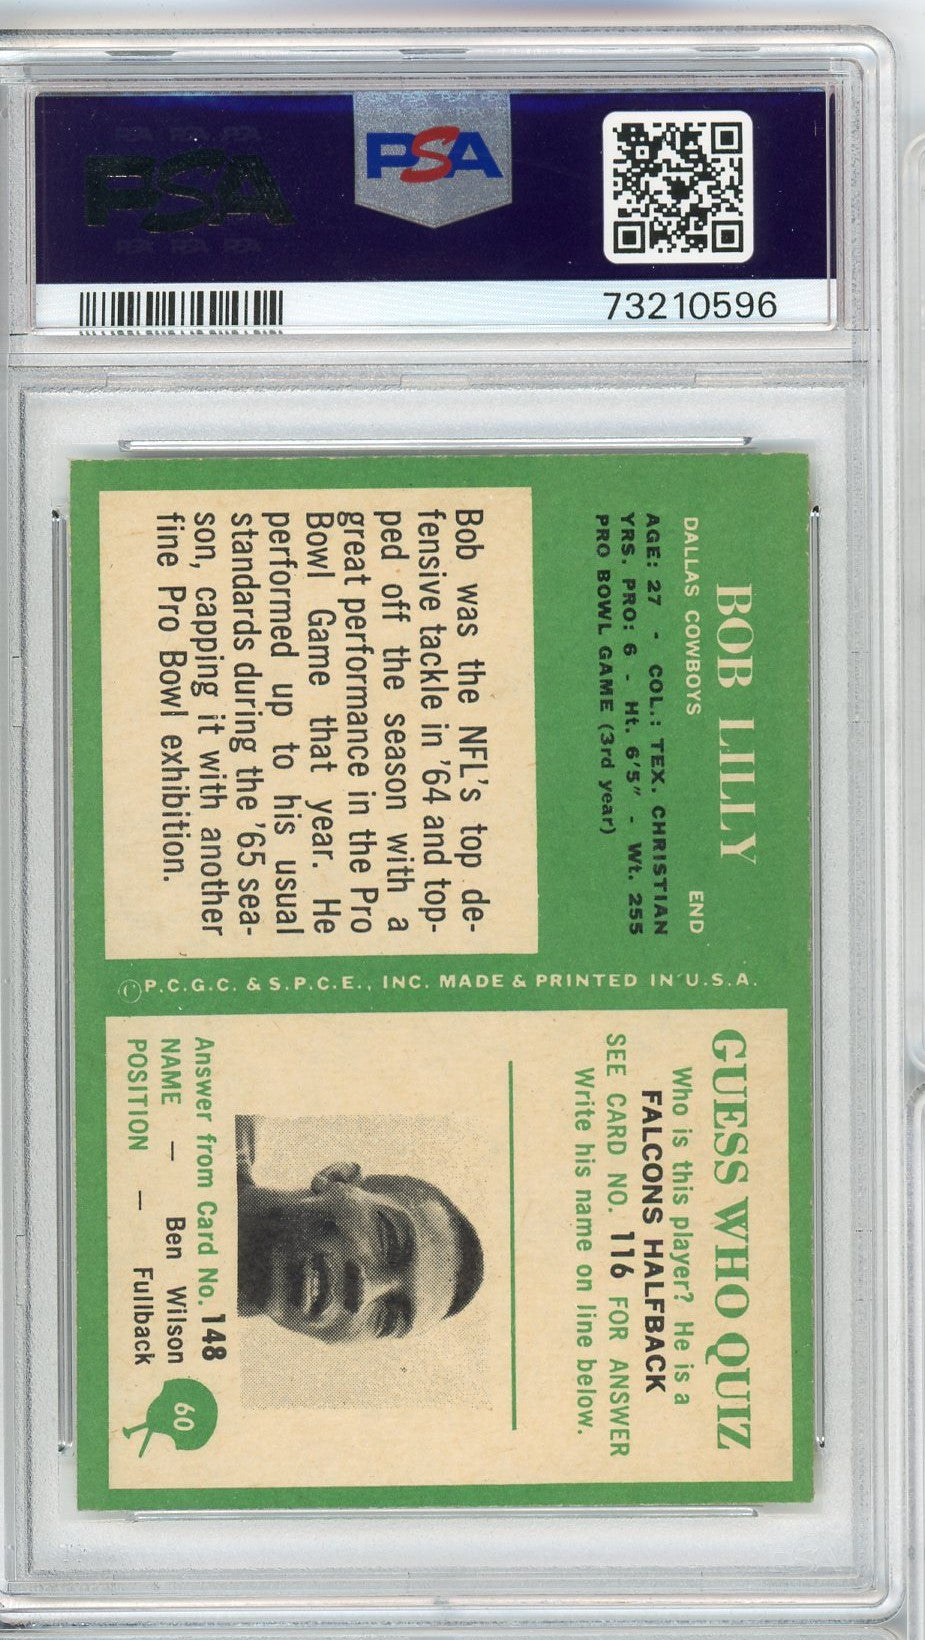 PSA
PSA
73210596
BOB LILLY
DALLAS COWBOYS END
AGE: 27 - COL.: TEX. CHRISTIAN
YRS. PRO: 6 - Ht. 6'5" - Wt. 255
PRO BOWL GAME (3rd year)
Bob was the NFL's top de-
fensive tackle in '64 and top-
ped off the season with a
great performance in the Pro
Bowl Game that year. He
performed up to his usual
standards during the '65 sea-
son, capping it with another
fine Pro Bowl exhibition.
©P.C.G.C. & S.P.C.E., INC. MADE & PRINTED IN U.S.A.
GUESS WHO QUIZ
Who is this player? He is a
FALCONS HALFBACK
SEE CARD NO. 116 FOR ANSWER
Write his name on line below.
Answer from Card No. 148
NAME — Ben Wilson
POSITION — Fullback
60